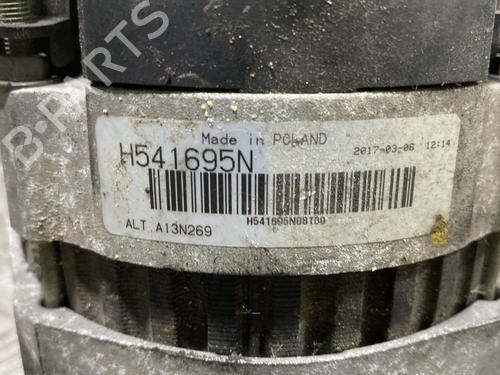 B-PARTS
Made in POLAND
H541695N
2017-03-06 12:14
H541695N08T00
ALT. A13N269